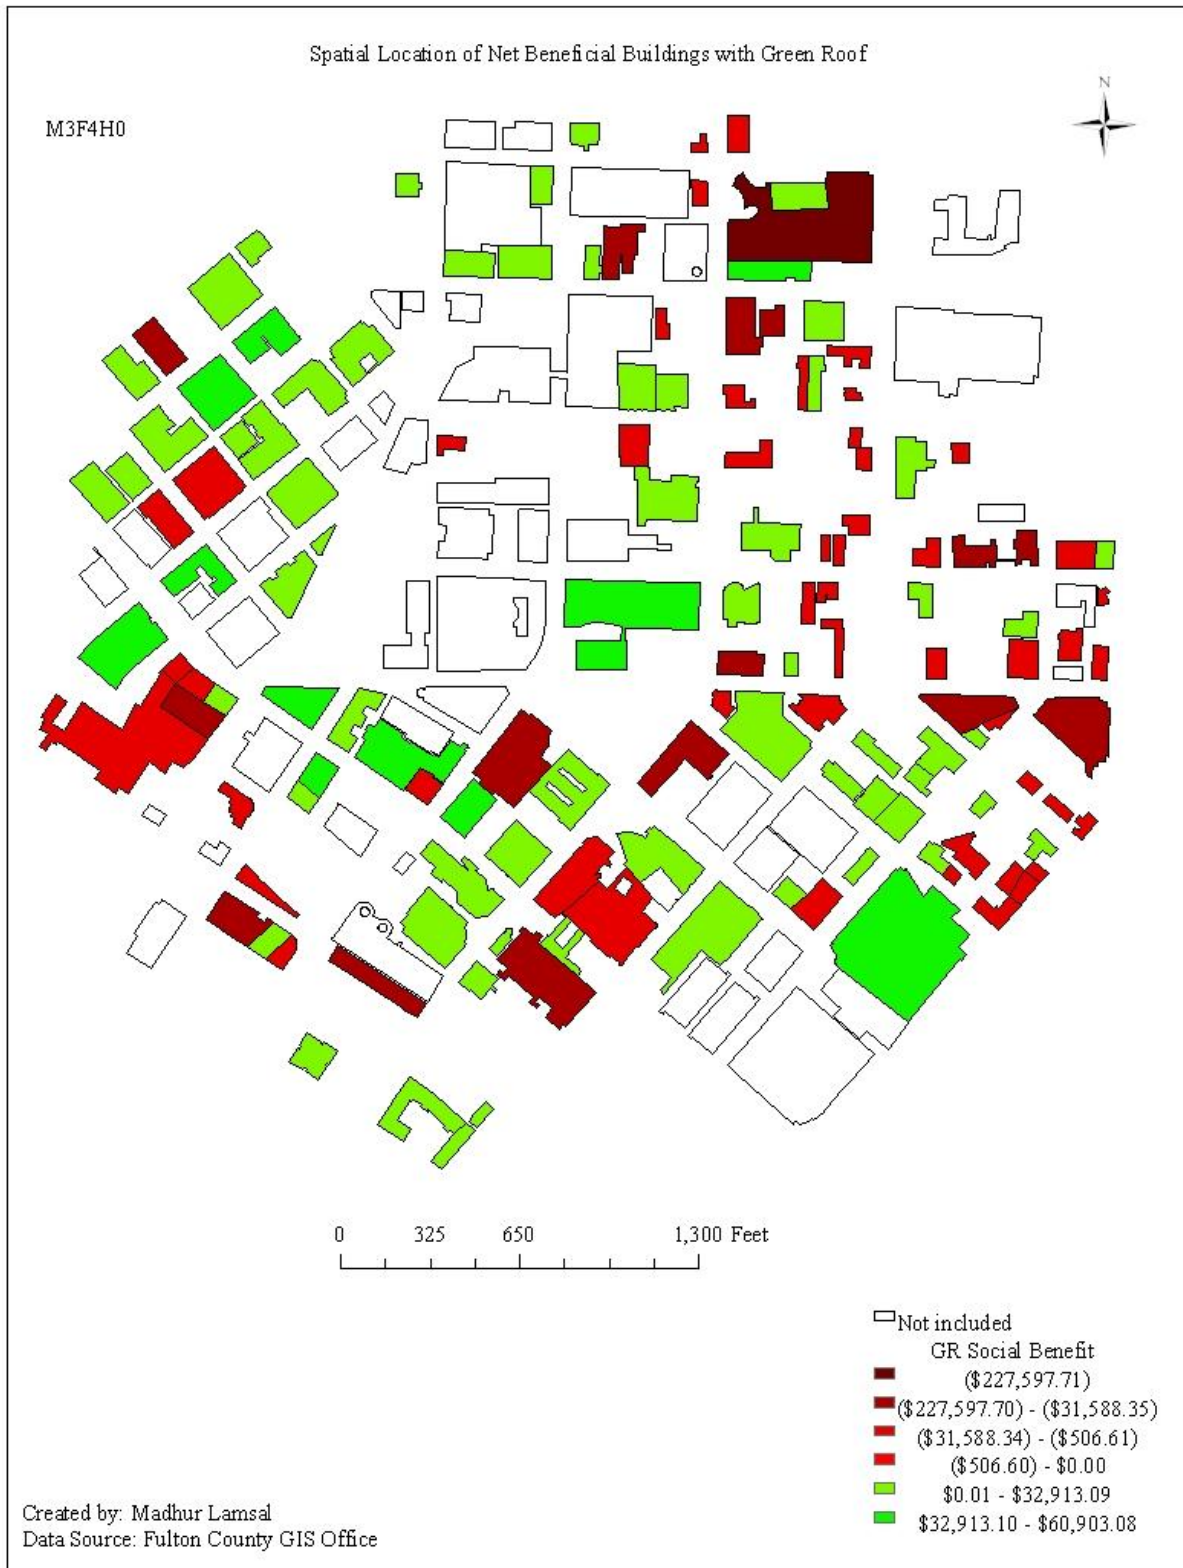 Spatial Location of Net Beneficial Buildings with Green Roof
N
M3F4H0
0 325 650 1,300 Feet
Not included
GR Social Benefit
($227,597.71)
($227,597.70) - ($31,588.35)
($31,588.34) - ($506.61)
($506.60) - $0.00
$0.01 - $32,913.09
$32,913.10 - $60,903.08
Created by: Madhur Lamsal
Data Source: Fulton County GIS Office